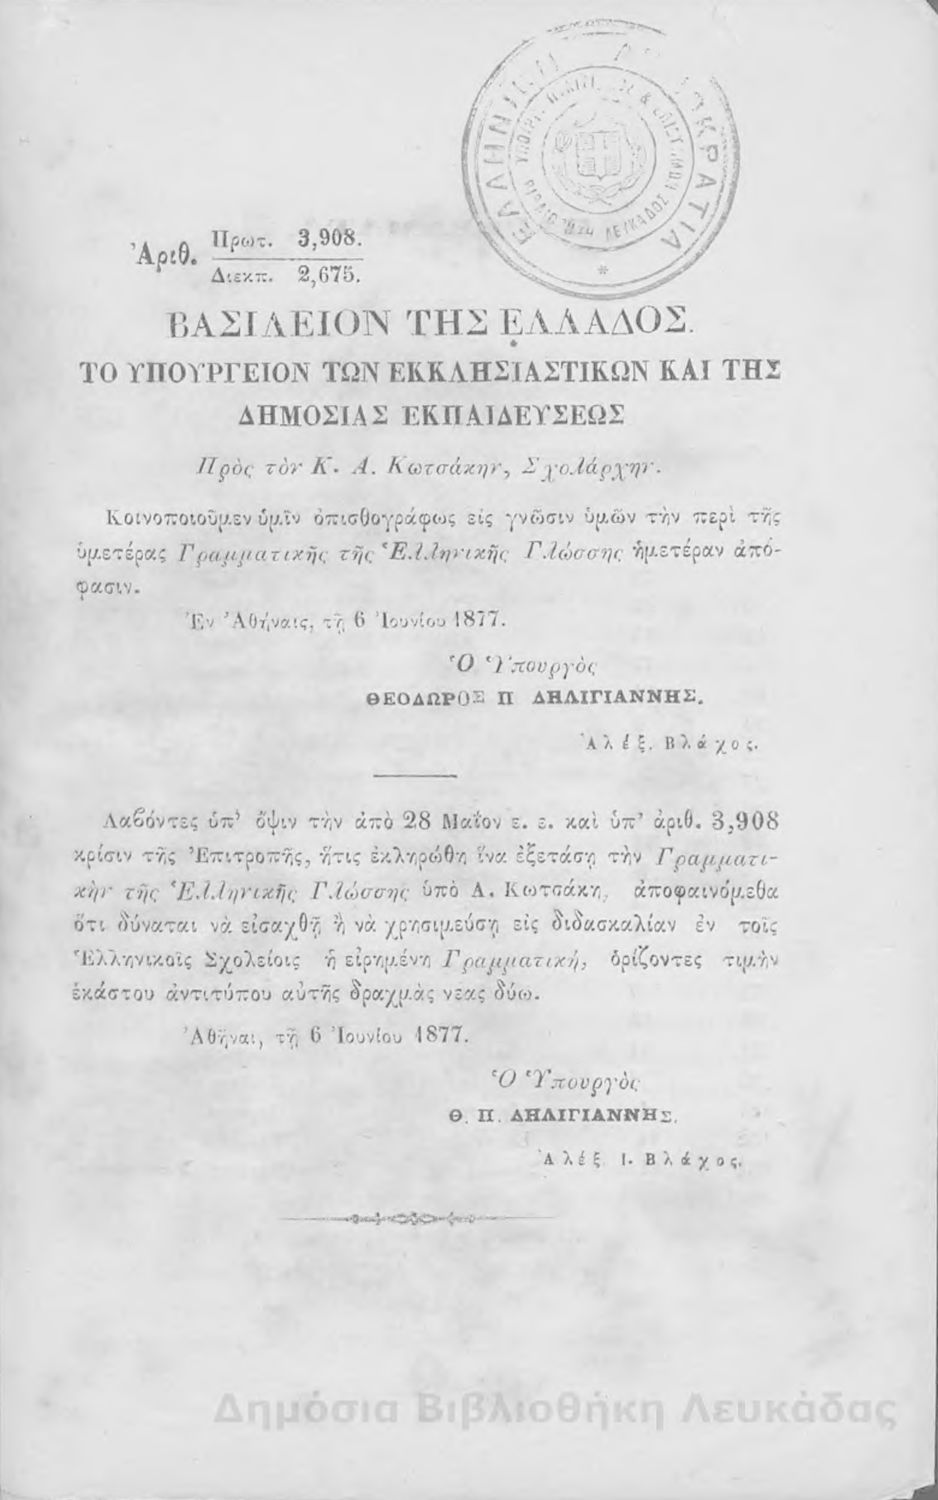 ΕΛΛΗΝΙΚΗ ΔΗΜΟΚΡΑΤΙΑ
Ἀριθ. Πρωτ. 3,908.
Διεκπ. 2,675.
ΒΑΣΙΛΕΙΟΝ ΤΗΣ ΕΛΛΑΔΟΣ.
ΤΟ ΥΠΟΥΡΓΕΙΟΝ ΤΩΝ ΕΚΚΛΗΣΙΑΣΤΙΚΩΝ ΚΑΙ ΤΗΣ
ΔΗΜΟΣΙΑΣ ΕΚΠΑΙΔΕΥΣΕΩΣ
Πρὸς τὸν Κ. Α. Κωτσάκην, Σχολάρχην.
Κοινοποιοῦμεν ὑμῖν ὀπισθογράφως εἰς γνῶσιν ὑμῶν τὴν περὶ τῆς
ὑμετέρας Γραμματικῆς τῆς Ἑλληνικῆς Γλώσσης ἡμετέραν ἀπό-
φασιν.
Ἐν Ἀθήναις, τῇ 6 Ἰουνίου 1877.
Ὁ Ὑπουργὸς
ΘΕΟΔΩΡΟΣ Π ΔΗΛΙΓΙΑΝΝΗΣ.
Ἀλέξ. Βλάχος.
Λαβόντες ὑπ' ὄψιν τὴν ἀπὸ 28 Μαΐου ε. ε. καὶ ὑπ' ἀριθ. 3,908
κρίσιν τῆς Ἐπιτροπῆς, ἥτις ἐκληρώθη ἵνα ἐξετάσῃ τὴν Γραμματι-
κὴν τῆς Ἑλληνικῆς Γλώσσης ὑπὸ Α. Κωτσάκη, ἀποφαινόμεθα
ὅτι δύναται νὰ εἰσαχθῇ ἢ νὰ χρησιμεύσῃ εἰς διδασκαλίαν ἐν τοῖς
Ἑλληνικοῖς Σχολείοις ἡ εἰρημένη Γραμματική, ὁρίζοντες τιμὴν
ἑκάστου ἀντιτύπου αὐτῆς δραχμὰς νέας δύω.
Ἀθῆναι, τῇ 6 Ἰουνίου 1877.
Ὁ Ὑπουργὸς
Θ. Π. ΔΗΛΙΓΙΑΝΝΗΣ.
Ἀλέξ Ι. Βλάχος.
Δημόσια Βιβλιοθήκη Λευκάδας